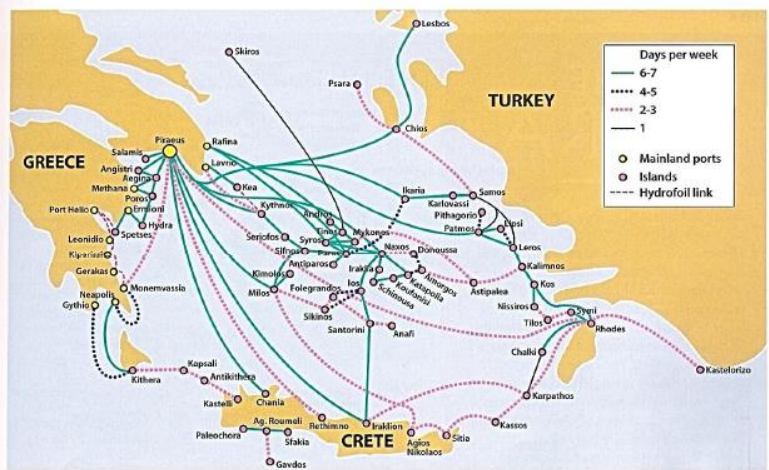 Lesbos
Skiros
Psara
TURKEY
Chios
Days per week
6-7
4-5
2-3
1
Mainland ports
Islands
Hydrofoil link
GREECE
Piraeus
Rafina
Salamis
Lavrio
Angistri
Aegina
Methana
Poros
Kea
Ikaria
Samos
Karlovassi
Pithagorio
Port Helio
Ermioni
Kythnos
Andros
Patmos
Lipsi
Hydra
Spetses
Leonidio
Seriofos
Tinos
Mykonos
Syros
Leros
Kiparissi
Sifnos
Paros
Naxos
Donoussa
Antiparos
Kalimnos
Gerakas
Kimolos
Iraklia
Amorgos
Katapolla
Koufonisi
Schinousa
Monemvassia
Milos
Folegrandos
Ios
Astipalea
Kos
Neapolis
Gythio
Sikinos
Nissiros
Symi
Tilos
Rhodes
Santorini
Anafi
Chalki
Kithera
Kapsali
Antikithera
Kastelorizo
Kastelli
Chania
Karpathos
Ag. Roumeli
Rethimno
Iraklion
Kassos
Paleochora
Sfakia
CRETE
Agios
Nikolaos
Sitia
Gavdos